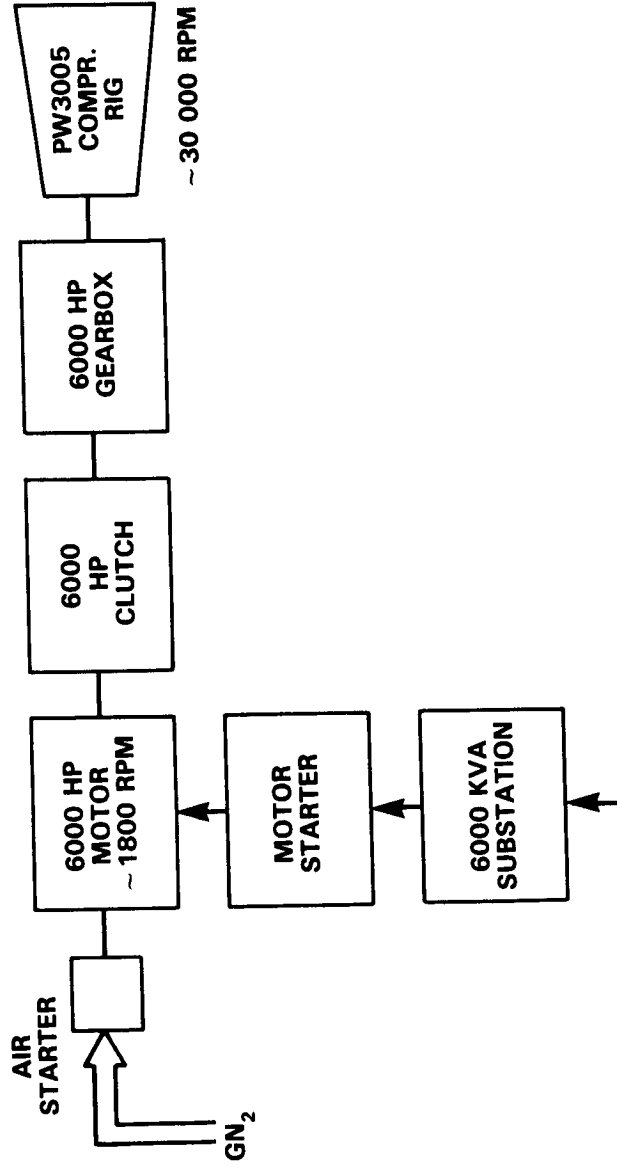 AIR
STARTER
GN₂
6000 HP
MOTOR
~1800 RPM
6000
HP
CLUTCH
6000 HP
GEARBOX
PW3005
COMPR.
RIG
~30 000 RPM
MOTOR
STARTER
6000 KVA
SUBSTATION